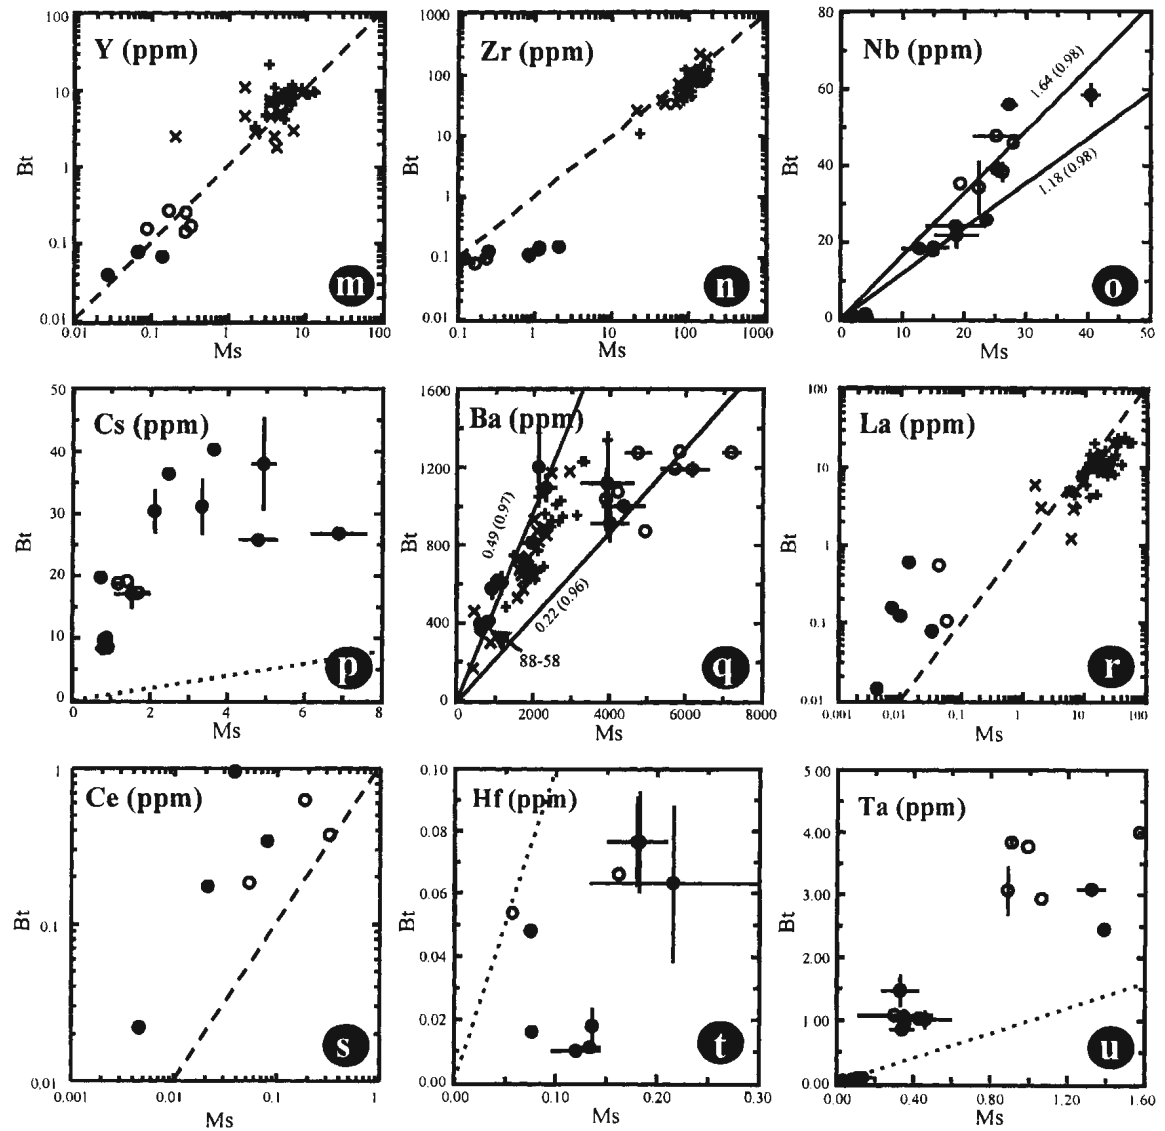 100
10
1
0.1
0.01
Bt
Y (ppm)
m
0.01
0.1
1
10
100
Ms
1000
100
10
1
0.1
0.01
Bt
Zr (ppm)
n
0.1
1
10
100
1000
Ms
80
60
40
20
0
Bt
Nb (ppm)
1.64 (0.98)
1.18 (0.98)
o
0
10
20
30
40
50
Ms
50
40
30
20
10
0
Bt
Cs (ppm)
p
0
2
4
6
8
Ms
1600
1200
800
400
0
Bt
Ba (ppm)
0.49 (0.97)
0.22 (0.96)
88-58
q
0
2000
4000
6000
8000
Ms
100
10
1
0.1
0.01
Bt
La (ppm)
r
0.001
0.01
0.1
1
10
100
Ms
1
0.1
0.01
Bt
Ce (ppm)
s
0.001
0.01
0.1
1
Ms
0.10
0.08
0.06
0.04
0.02
0.00
Bt
Hf (ppm)
t
0.00
0.10
0.20
0.30
Ms
5.00
4.00
3.00
2.00
1.00
0.00
Bt
Ta (ppm)
u
0.00
0.40
0.80
1.20
1.60
Ms